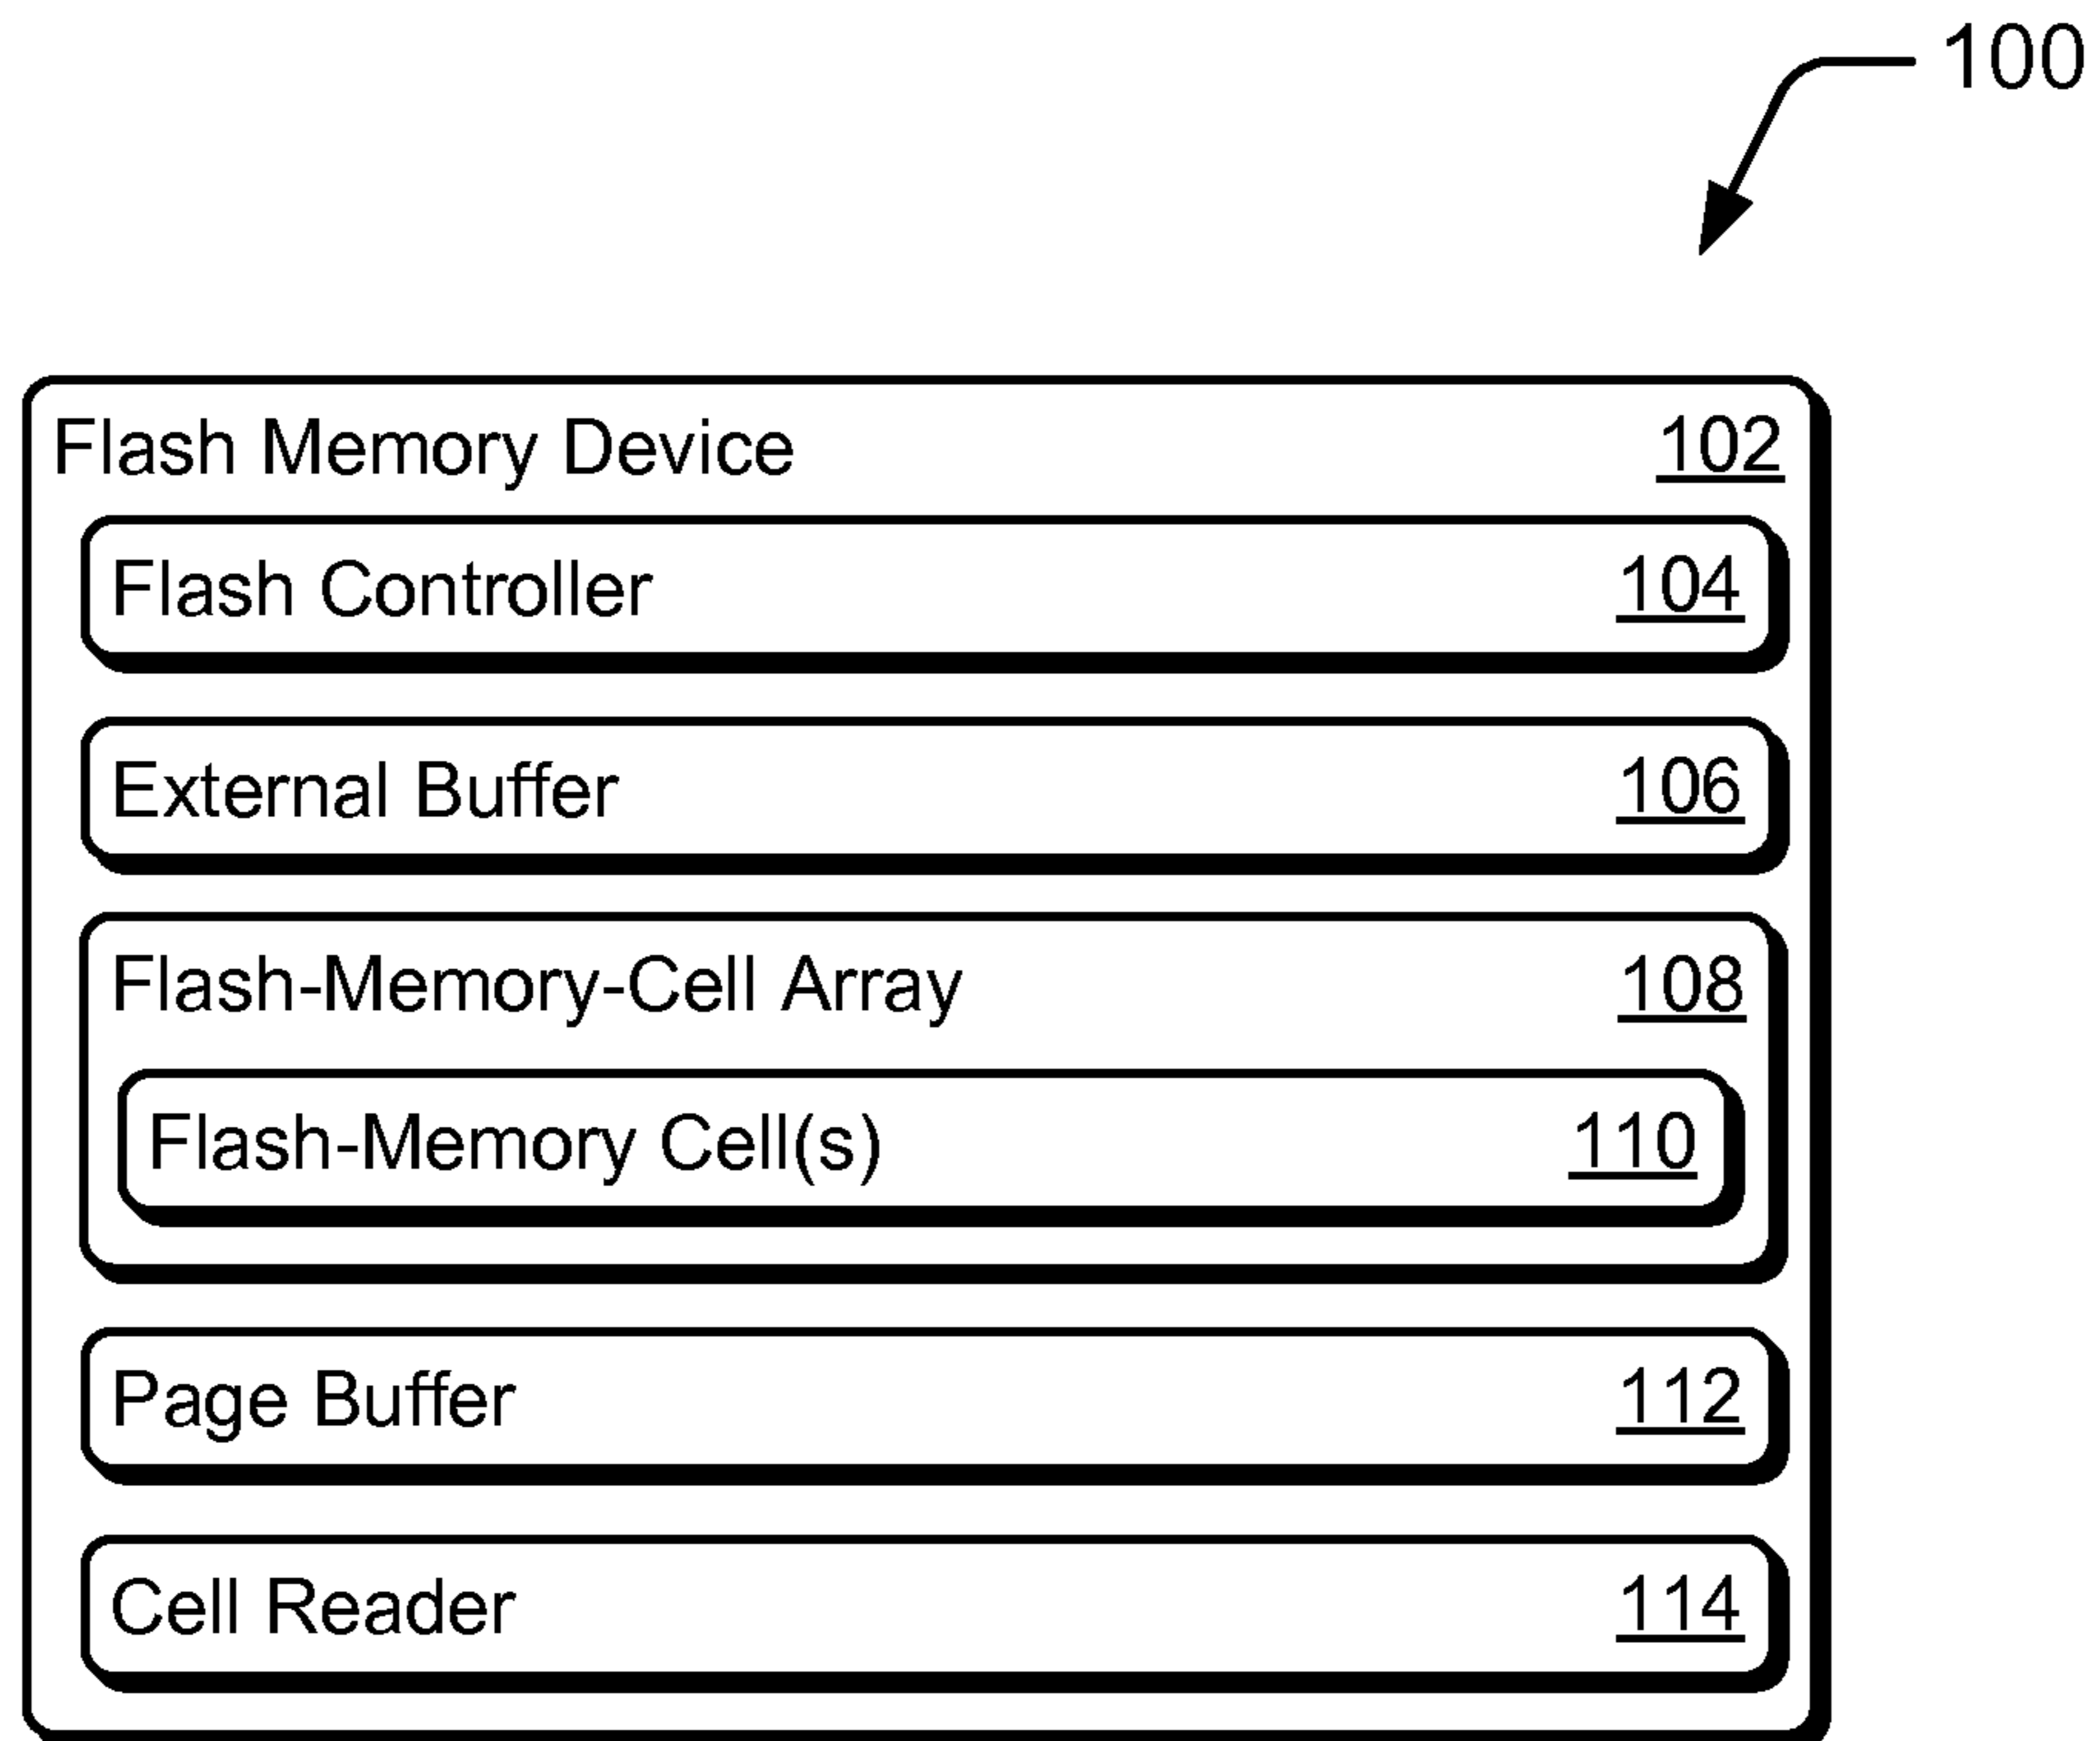 100
Flash Memory Device 102
Flash Controller 104
External Buffer 106
Flash-Memory-Cell Array 108
Flash-Memory Cell(s) 110
Page Buffer 112
Cell Reader 114